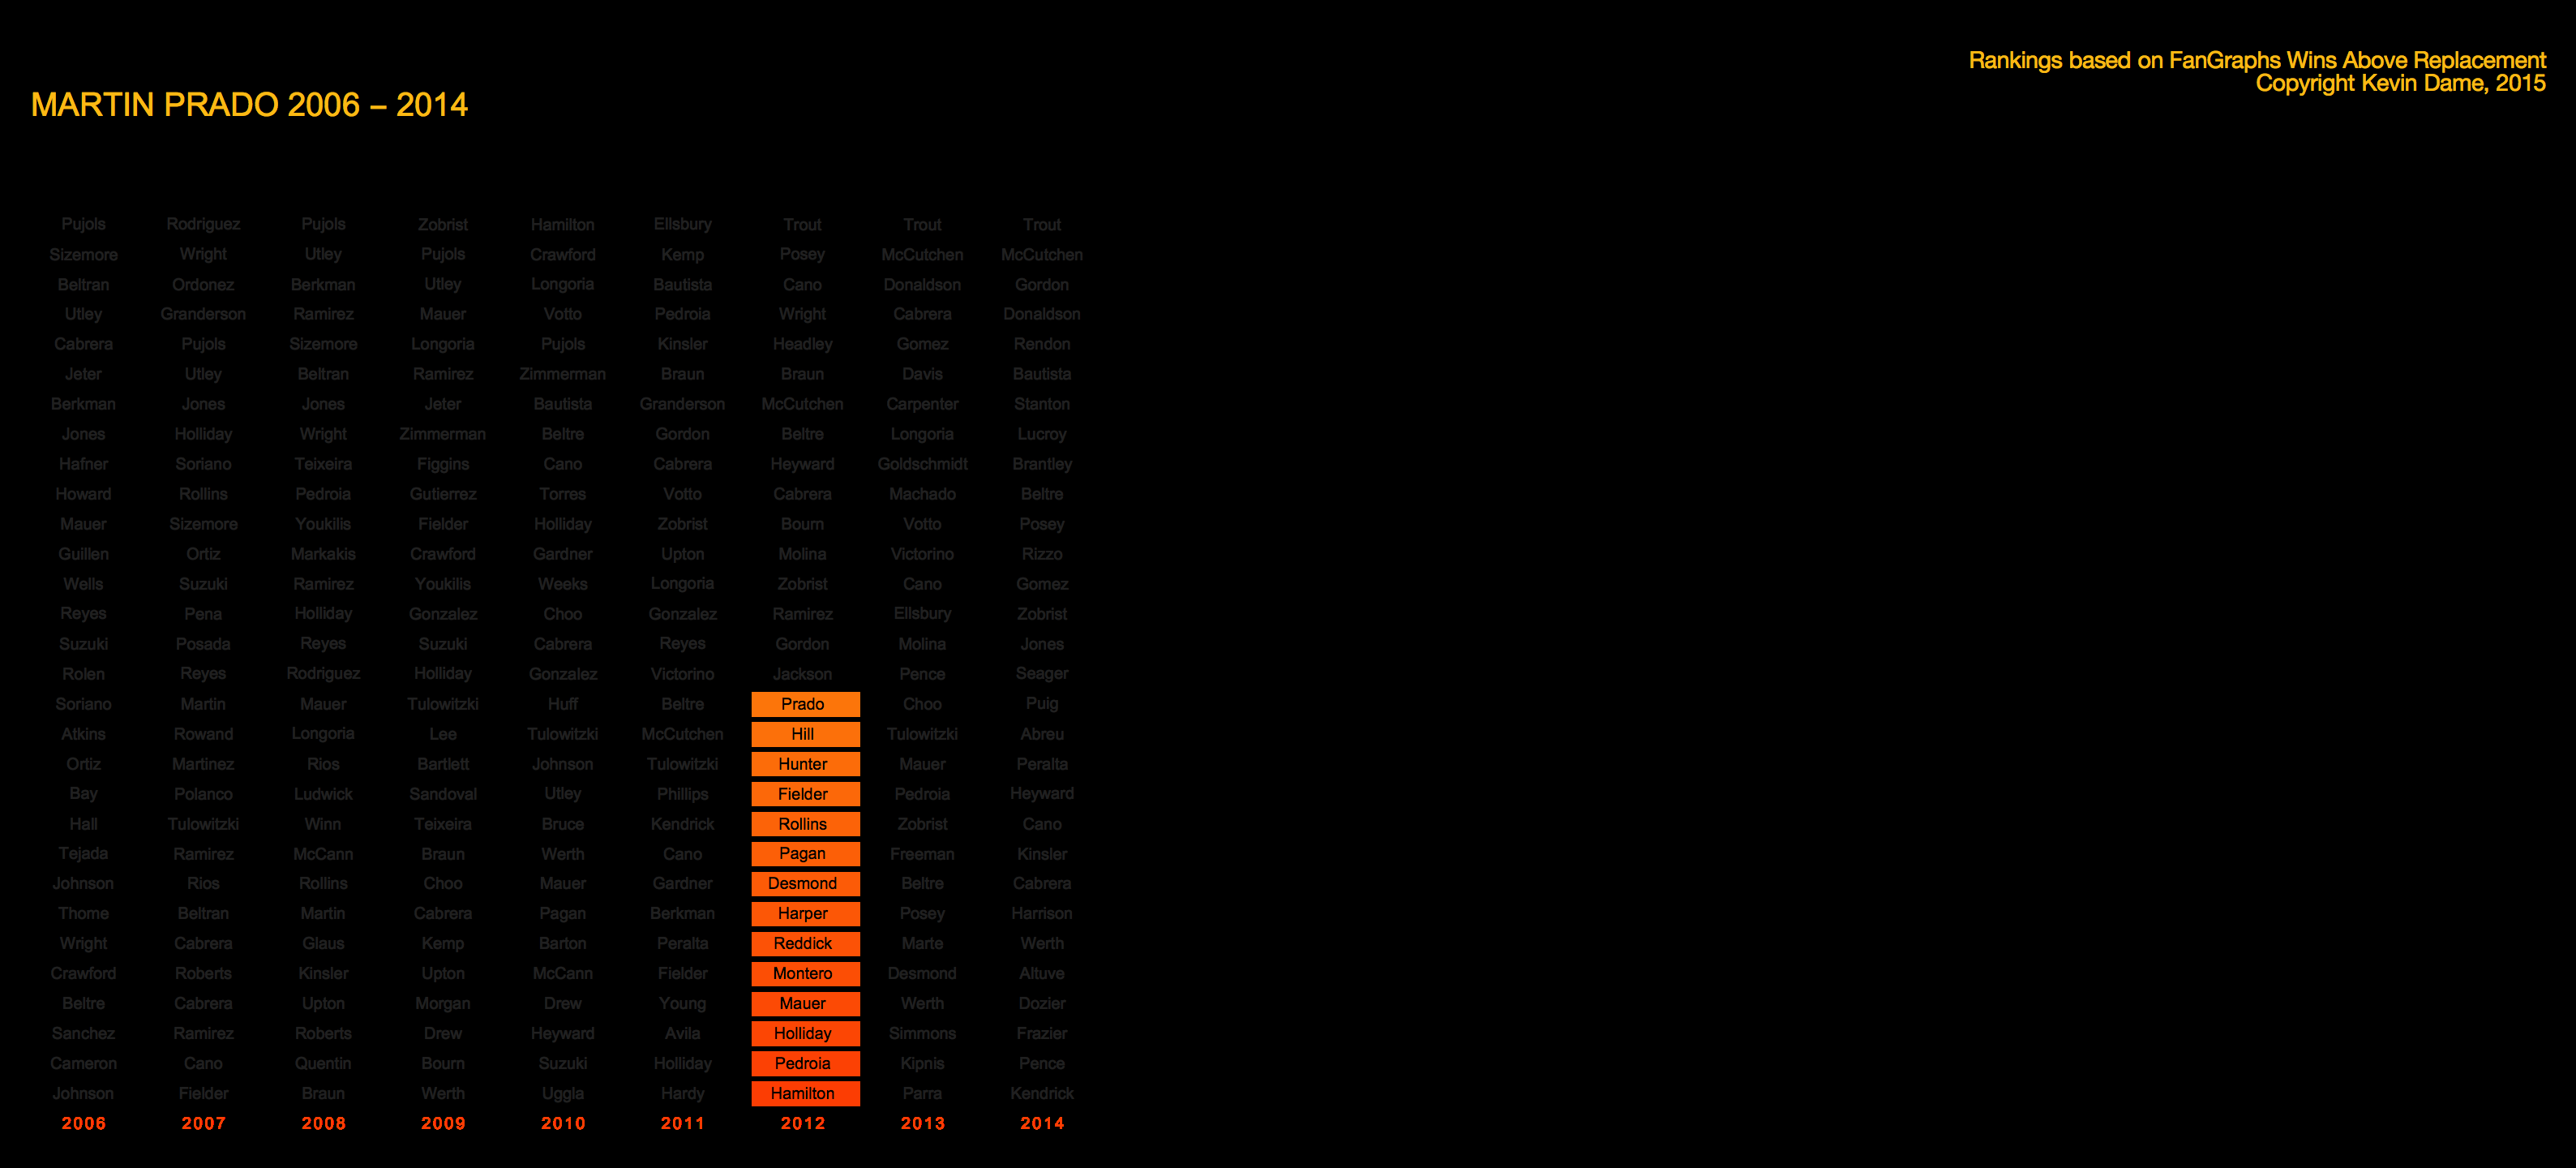 Rankings based on FanGraphs Wins Above Replacement
Copyright Kevin Dame, 2015
MARTIN PRADO 2006 – 2014
Pujols Rodriguez Pujols Zobrist Hamilton Ellsbury Trout Trout Trout
Sizemore Wright Utley Pujols Crawford Kemp Posey McCutchen McCutchen
Beltran Ordonez Berkman Utley Longoria Bautista Cano Donaldson Gordon
Utley Granderson Ramirez Mauer Votto Pedroia Wright Cabrera Donaldson
Cabrera Pujols Sizemore Longoria Pujols Kinsler Headley Gomez Rendon
Jeter Utley Beltran Ramirez Zimmerman Braun Braun Davis Bautista
Berkman Jones Jones Jeter Bautista Granderson McCutchen Carpenter Stanton
Jones Holliday Wright Zimmerman Beltre Gordon Beltre Longoria Lucroy
Hafner Soriano Teixeira Figgins Cano Cabrera Heyward Goldschmidt Brantley
Howard Rollins Pedroia Gutierrez Torres Votto Cabrera Machado Beltre
Mauer Sizemore Youkilis Fielder Holliday Zobrist Bourn Votto Posey
Guillen Ortiz Markakis Crawford Gardner Upton Molina Victorino Rizzo
Wells Suzuki Ramirez Youkilis Weeks Longoria Zobrist Cano Gomez
Reyes Pena Holliday Gonzalez Choo Gonzalez Ramirez Ellsbury Zobrist
Suzuki Posada Reyes Suzuki Cabrera Reyes Gordon Molina Jones
Rolen Reyes Rodriguez Holliday Gonzalez Victorino Jackson Pence Seager
Soriano Martin Mauer Tulowitzki Huff Beltre Prado Choo Puig
Atkins Rowand Longoria Lee Tulowitzki McCutchen Hill Tulowitzki Abreu
Ortiz Martinez Rios Bartlett Johnson Tulowitzki Hunter Mauer Peralta
Bay Polanco Ludwick Sandoval Utley Phillips Fielder Pedroia Heyward
Hall Tulowitzki Winn Teixeira Bruce Kendrick Rollins Zobrist Cano
Tejada Ramirez McCann Braun Werth Cano Pagan Freeman Kinsler
Johnson Rios Rollins Choo Mauer Gardner Desmond Beltre Cabrera
Thome Beltran Martin Cabrera Pagan Berkman Harper Posey Harrison
Wright Cabrera Glaus Kemp Barton Peralta Reddick Marte Werth
Crawford Roberts Kinsler Upton McCann Fielder Montero Desmond Altuve
Beltre Cabrera Upton Morgan Drew Young Mauer Werth Dozier
Sanchez Ramirez Roberts Drew Heyward Avila Holliday Simmons Frazier
Cameron Cano Quentin Bourn Suzuki Holliday Pedroia Kipnis Pence
Johnson Fielder Braun Werth Uggla Hardy Hamilton Parra Kendrick
2006 2007 2008 2009 2010 2011 2012 2013 2014